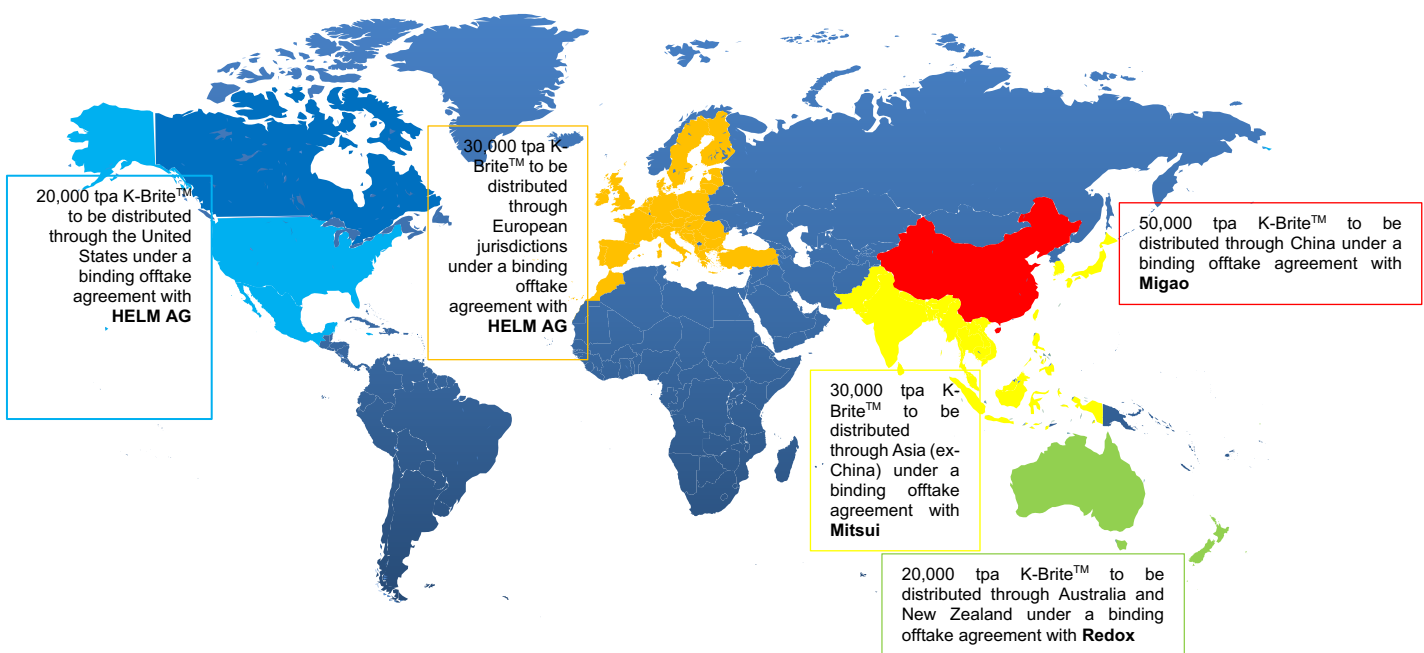 20,000 tpa K-Brite™
to be distributed
through the United
States under a
binding offtake
agreement with
HELM AG
30,000 tpa K-
Brite™ to be
distributed
through
European
jurisdictions
under a binding
offtake
agreement with
HELM AG
50,000 tpa K-Brite™ to be
distributed through China under a
binding offtake agreement with
Migao
30,000 tpa K-
Brite™ to be
distributed
through Asia (ex-
China) under a
binding offtake
agreement with
Mitsui
20,000 tpa K-Brite™ to be
distributed through Australia and
New Zealand under a binding
offtake agreement with Redox